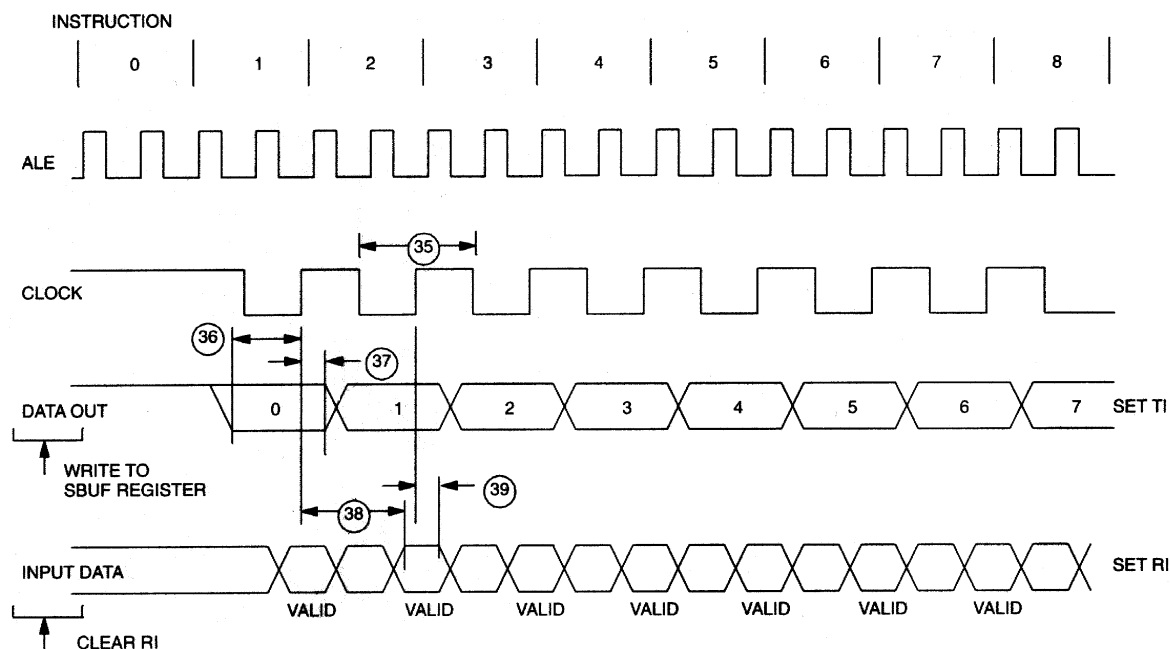 INSTRUCTION
0 1 2 3 4 5 6 7 8
ALE
35
CLOCK
36
37
DATA OUT 0 1 2 3 4 5 6 7 SET TI
WRITE TO
SBUF REGISTER
39
38
INPUT DATA SET RI
VALID VALID VALID VALID VALID VALID VALID
CLEAR RI